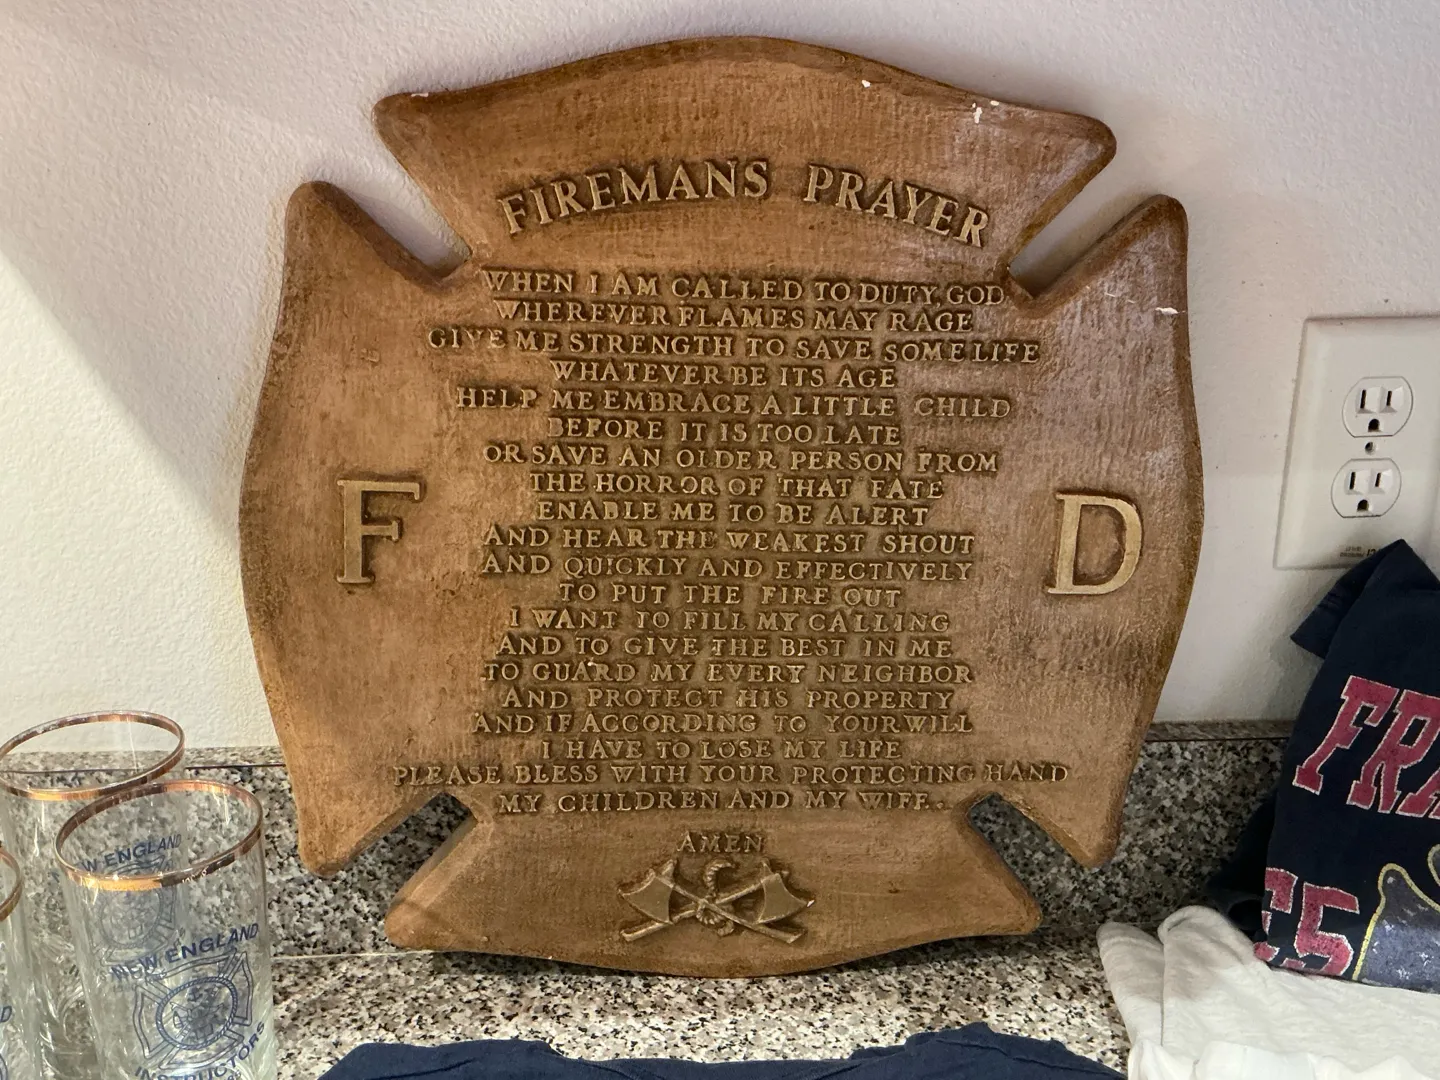 FIREMANS PRAYER
WHEN I AM CALLED TO DUTY, GOD
WHEREVER FLAMES MAY RAGE
GIVE ME STRENGTH TO SAVE SOME LIFE
WHATEVER BE ITS AGE
HELP ME EMBRACE A LITTLE CHILD
BEFORE IT IS TOO LATE
OR SAVE AN OLDER PERSON FROM
THE HORROR OF THAT FATE
ENABLE ME TO BE ALERT
AND HEAR THE WEAKEST SHOUT
AND QUICKLY AND EFFECTIVELY
TO PUT THE FIRE OUT
I WANT TO FILL MY CALLING
AND TO GIVE THE BEST IN ME
TO GUARD MY EVERY NEIGHBOR
AND PROTECT HIS PROPERTY
AND IF ACCORDING TO YOUR WILL
I HAVE TO LOSE MY LIFE
PLEASE BLESS WITH YOUR PROTECTING HAND
MY CHILDREN AND MY WIFE.
AMEN
F
D
NEW ENGLAND
INSTRUCTORS